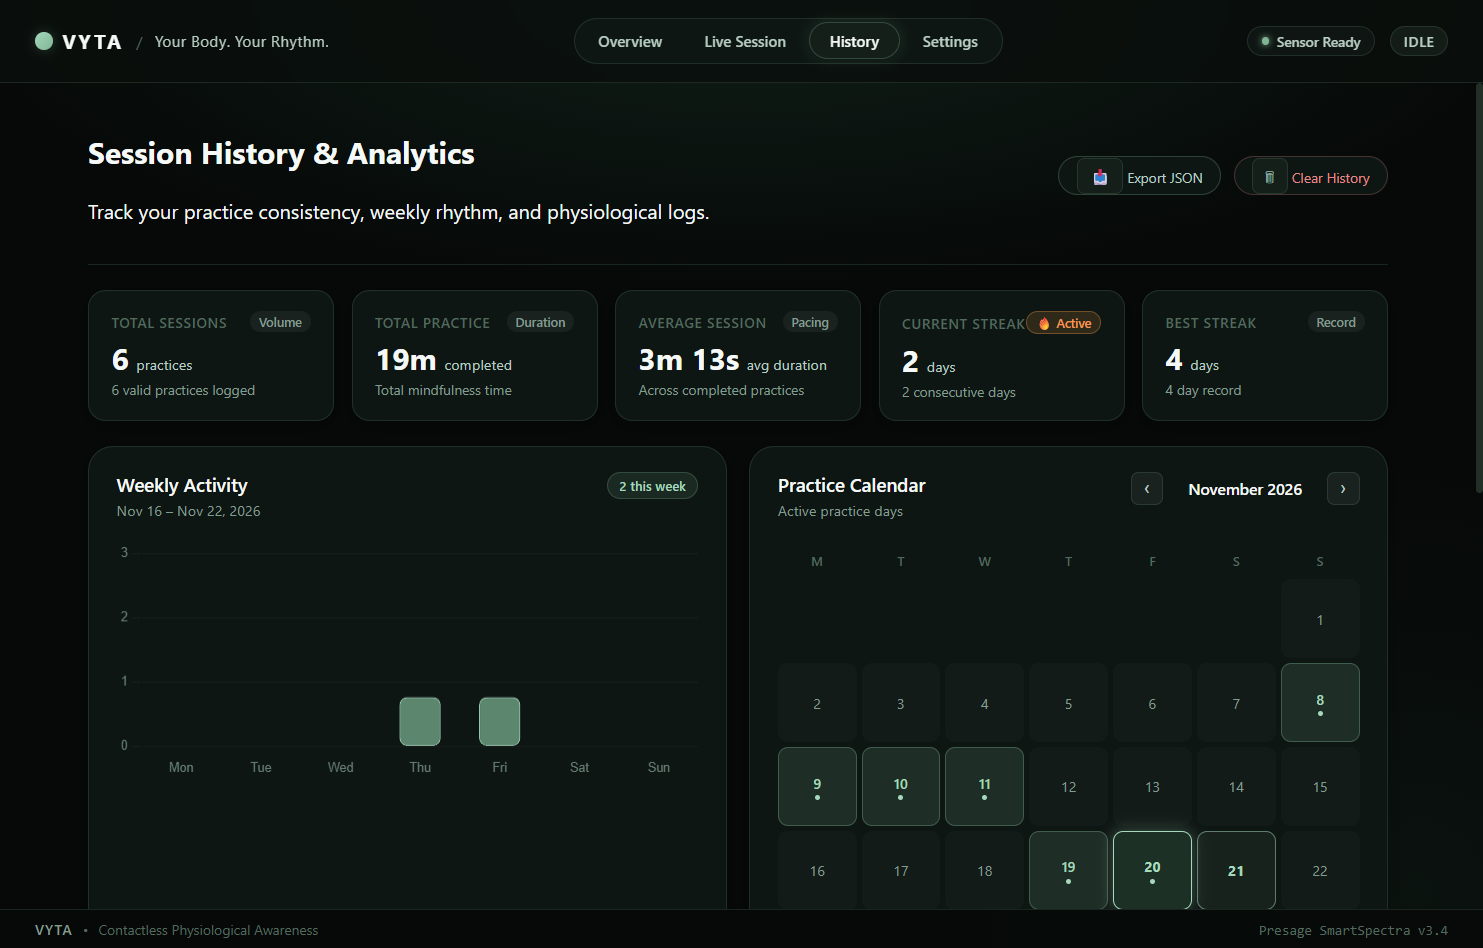 VYTA / Your Body. Your Rhythm.
Overview Live Session History Settings
Sensor Ready IDLE
Session History & Analytics
Track your practice consistency, weekly rhythm, and physiological logs.
Export JSON Clear History
TOTAL SESSIONS Volume
6 practices
6 valid practices logged
TOTAL PRACTICE Duration
19m completed
Total mindfulness time
AVERAGE SESSION Pacing
3m 13s avg duration
Across completed practices
CURRENT STREAK 🔥 Active
2 days
2 consecutive days
BEST STREAK Record
4 days
4 day record
Weekly Activity 2 this week
Nov 16 – Nov 22, 2026
3
2
1
0
Mon Tue Wed Thu Fri Sat Sun
Practice Calendar
Active practice days
‹ November 2026 ›
M T W T F S S
1
2 3 4 5 6 7 8
9 10 11 12 13 14 15
16 17 18 19 20 21 22
VYTA • Contactless Physiological Awareness
Presage SmartSpectra v3.4